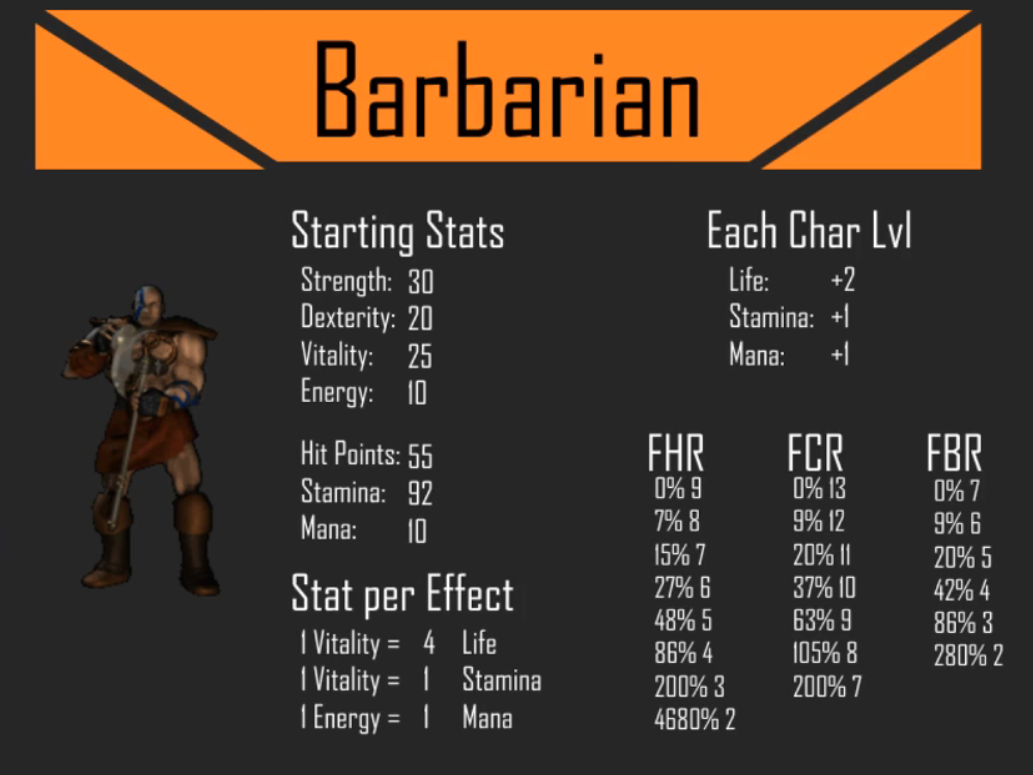 Barbarian
Starting Stats
Strength: 30
Dexterity: 20
Vitality: 25
Energy: 10
Hit Points: 55
Stamina: 92
Mana: 10
Stat per Effect
1 Vitality = 4 Life
1 Vitality = 1 Stamina
1 Energy = 1 Mana
Each Char Lvl
Life: +2
Stamina: +1
Mana: +1
FHR
0% 9
7% 8
15% 7
27% 6
48% 5
86% 4
200% 3
4680% 2
FCR
0% 13
9% 12
20% 11
37% 10
63% 9
105% 8
200% 7
FBR
0% 7
9% 6
20% 5
42% 4
86% 3
280% 2